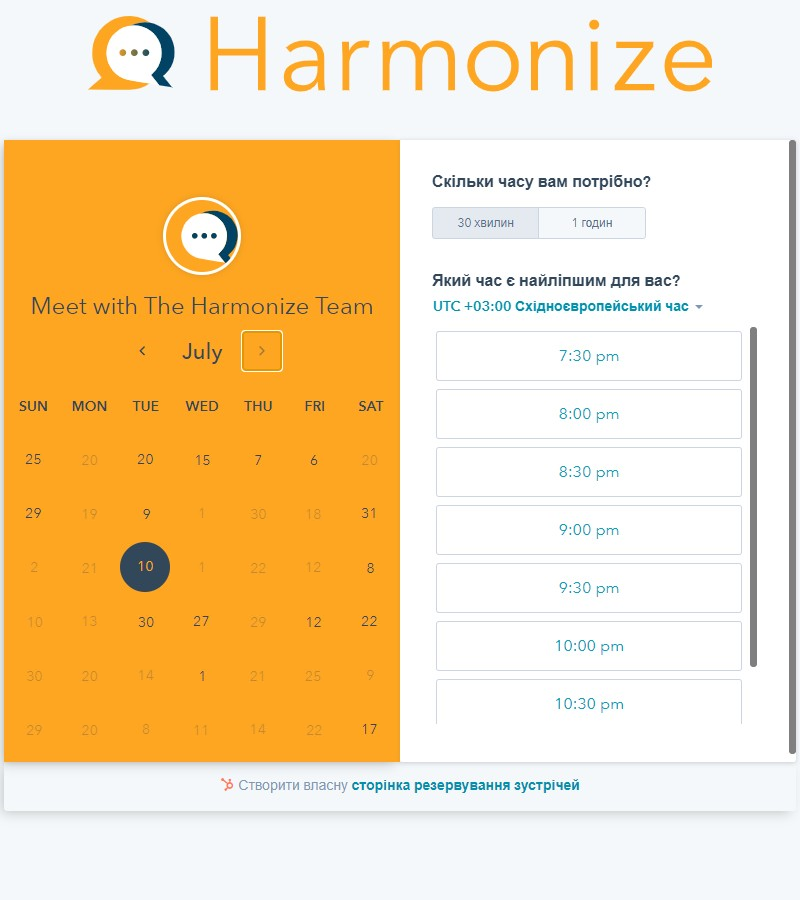 Harmonize
Meet with The Harmonize Team
July
SUN MON TUE WED THU FRI SAT
25 20 20 15 7 6 20
29 19 9 1 30 18 31
2 21 10 1 22 12 8
10 13 30 27 29 12 22
30 20 14 1 21 25 9
29 20 8 11 14 22 17
Скільки часу вам потрібно?
30 хвилин 1 годин
Який час є найліпшим для вас?
UTC +03:00 Східноєвропейський час
7:30 pm
8:00 pm
8:30 pm
9:00 pm
9:30 pm
10:00 pm
10:30 pm
Створити власну сторінка резервування зустрічей